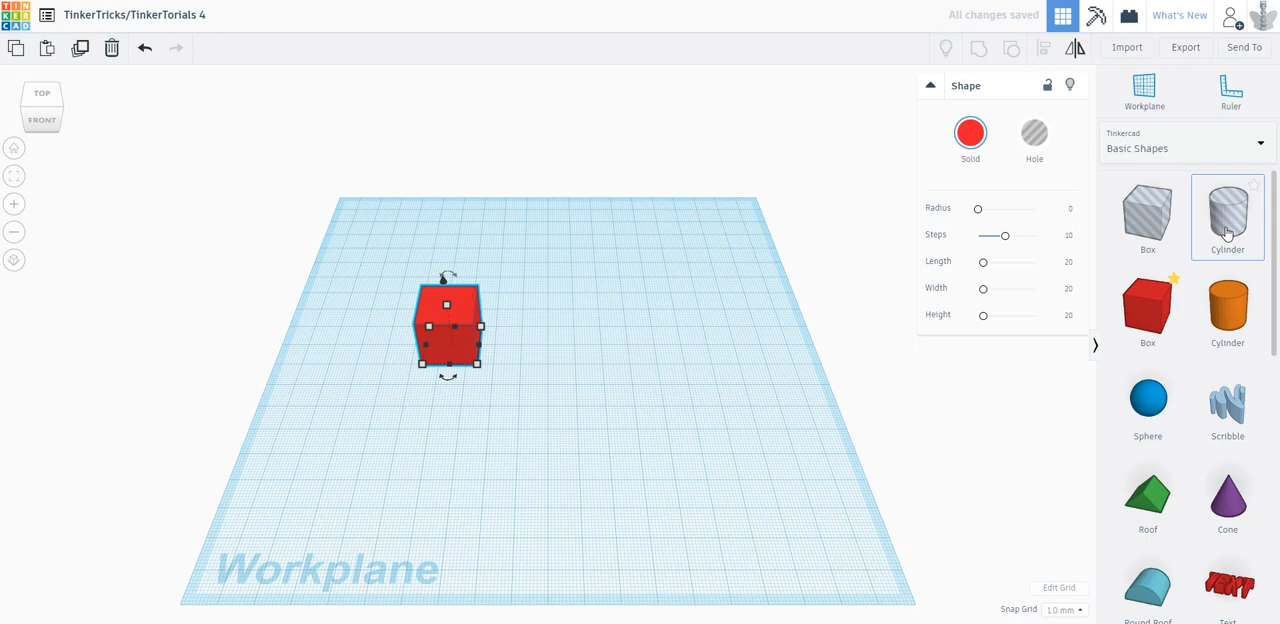 TIN
KER
CAD
TinkerTricks/TinkerTorials 4
All changes saved
What's New
Import
Export
Send To
TOP
FRONT
Shape
Solid
Hole
Radius 0
Steps 10
Length 20
Width 20
Height 20
Workplane
Ruler
Tinkercad
Basic Shapes
Box
Cylinder
Box
Cylinder
Sphere
Scribble
Roof
Cone
Round Roof
TEXT
Text
Workplane
Edit Grid
Snap Grid 1.0 mm